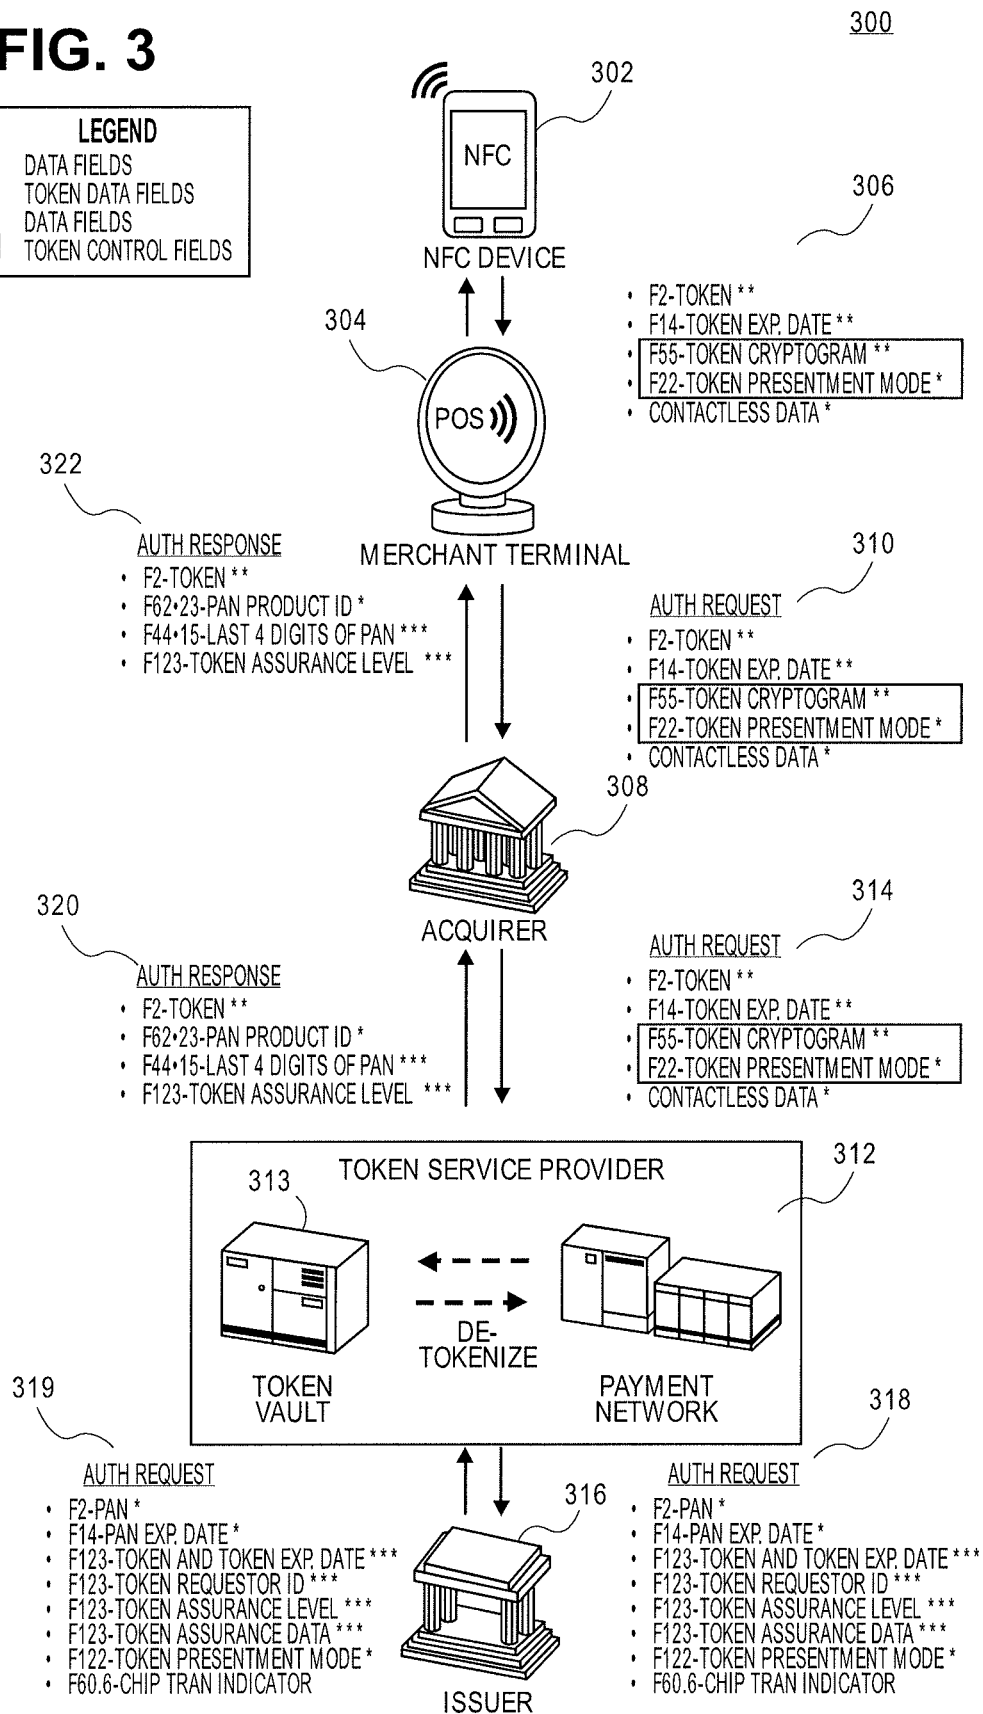 300
FIG. 3
302
LEGEND
DATA FIELDS
TOKEN DATA FIELDS
DATA FIELDS
TOKEN CONTROL FIELDS
NFC
NFC DEVICE
306
• F2-TOKEN **
• F14-TOKEN EXP. DATE **
• F55-TOKEN CRYPTOGRAM **
• F22-TOKEN PRESENTMENT MODE *
• CONTACTLESS DATA *
304
POS
MERCHANT TERMINAL
322
AUTH RESPONSE
• F2-TOKEN **
• F62•23-PAN PRODUCT ID *
• F44•15-LAST 4 DIGITS OF PAN ***
• F123-TOKEN ASSURANCE LEVEL ***
310
AUTH REQUEST
• F2-TOKEN **
• F14-TOKEN EXP. DATE **
• F55-TOKEN CRYPTOGRAM **
• F22-TOKEN PRESENTMENT MODE *
• CONTACTLESS DATA *
308
ACQUIRER
320
AUTH RESPONSE
• F2-TOKEN **
• F62•23-PAN PRODUCT ID *
• F44•15-LAST 4 DIGITS OF PAN ***
• F123-TOKEN ASSURANCE LEVEL ***
314
AUTH REQUEST
• F2-TOKEN **
• F14-TOKEN EXP. DATE **
• F55-TOKEN CRYPTOGRAM **
• F22-TOKEN PRESENTMENT MODE *
• CONTACTLESS DATA *
312
TOKEN SERVICE PROVIDER
313
DE-
TOKENIZE
TOKEN
VAULT
PAYMENT
NETWORK
319
AUTH REQUEST
• F2-PAN *
• F14-PAN EXP. DATE *
• F123-TOKEN AND TOKEN EXP. DATE ***
• F123-TOKEN REQUESTOR ID ***
• F123-TOKEN ASSURANCE LEVEL ***
• F123-TOKEN ASSURANCE DATA ***
• F122-TOKEN PRESENTMENT MODE *
• F60.6-CHIP TRAN INDICATOR
318
AUTH REQUEST
• F2-PAN *
• F14-PAN EXP. DATE *
• F123-TOKEN AND TOKEN EXP. DATE ***
• F123-TOKEN REQUESTOR ID ***
• F123-TOKEN ASSURANCE LEVEL ***
• F123-TOKEN ASSURANCE DATA ***
• F122-TOKEN PRESENTMENT MODE *
• F60.6-CHIP TRAN INDICATOR
316
ISSUER